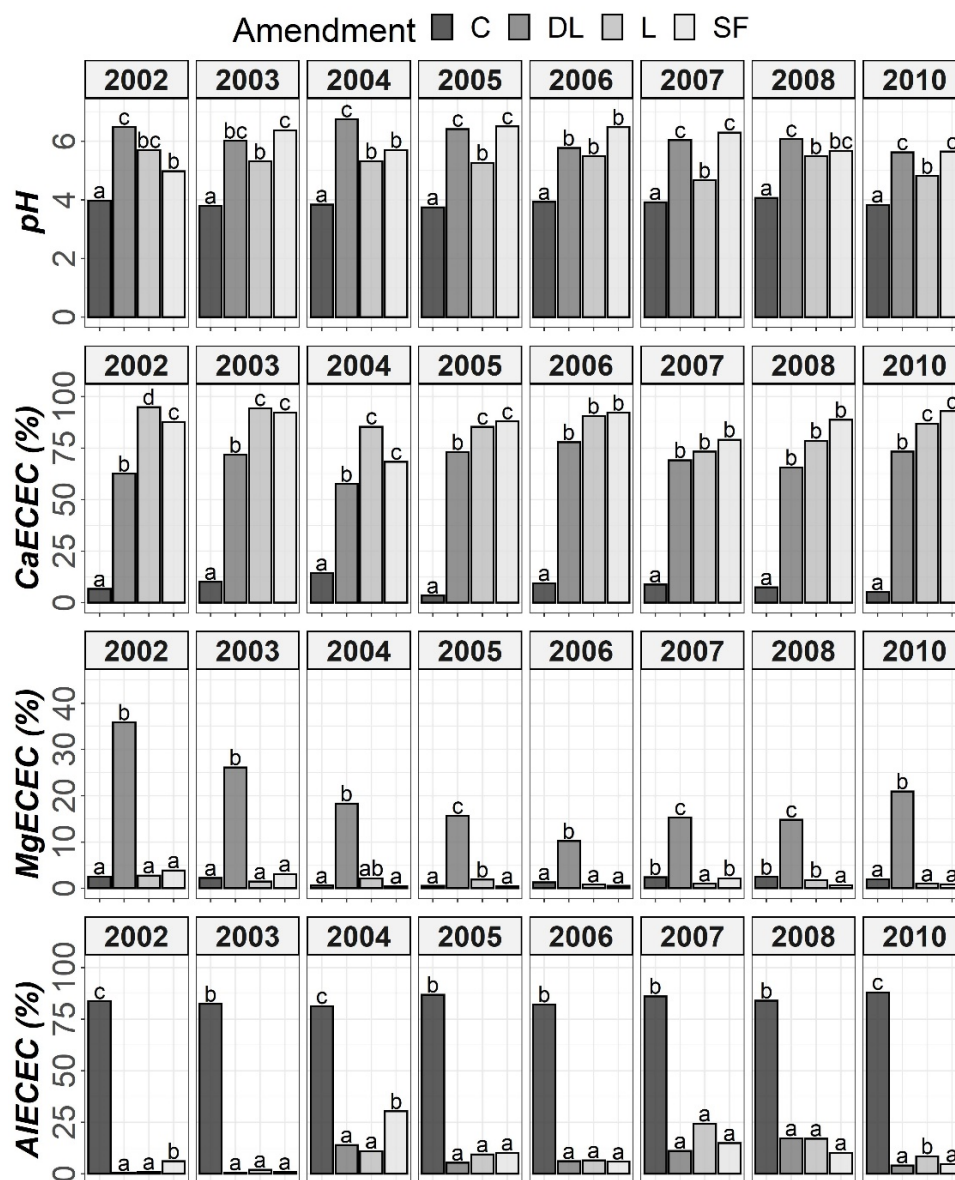 Amendment C DL L SF
2002 2003 2004 2005 2006 2007 2008 2010
pH
6
4
2
0
a c bc b a bc b c a c b b a c b c a b b b a c b c a c b bc a c b c
2002 2003 2004 2005 2006 2007 2008 2010
CaECEC (%)
100
75
50
25
0
a b d c a b c c a b c c a b c c a b b b a b b b a b b b a b c c
2002 2003 2004 2005 2006 2007 2008 2010
MgECEC (%)
40
30
20
10
0
a b a a a b a a a b ab a a c b a a b a a b c a b b c b a a b a a
2002 2003 2004 2005 2006 2007 2008 2010
AlECEC (%)
100
75
50
25
0
c a a b b a a a c a a b b a a a b a a a b a a a b a a a c a b a